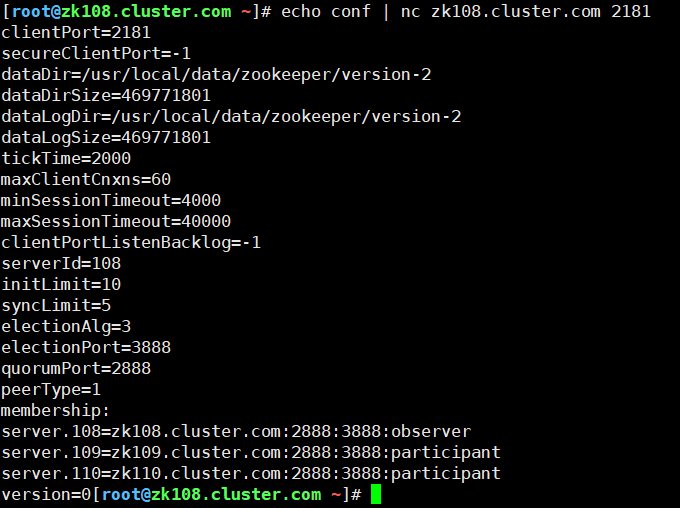 [root@zk108.cluster.com ~]# echo conf | nc zk108.cluster.com 2181
clientPort=2181
secureClientPort=-1
dataDir=/usr/local/data/zookeeper/version-2
dataDirSize=469771801
dataLogDir=/usr/local/data/zookeeper/version-2
dataLogSize=469771801
tickTime=2000
maxClientCnxns=60
minSessionTimeout=4000
maxSessionTimeout=40000
clientPortListenBacklog=-1
serverId=108
initLimit=10
syncLimit=5
electionAlg=3
electionPort=3888
quorumPort=2888
peerType=1
membership:
server.108=zk108.cluster.com:2888:3888:observer
server.109=zk109.cluster.com:2888:3888:participant
server.110=zk110.cluster.com:2888:3888:participant
version=0[root@zk108.cluster.com ~]#